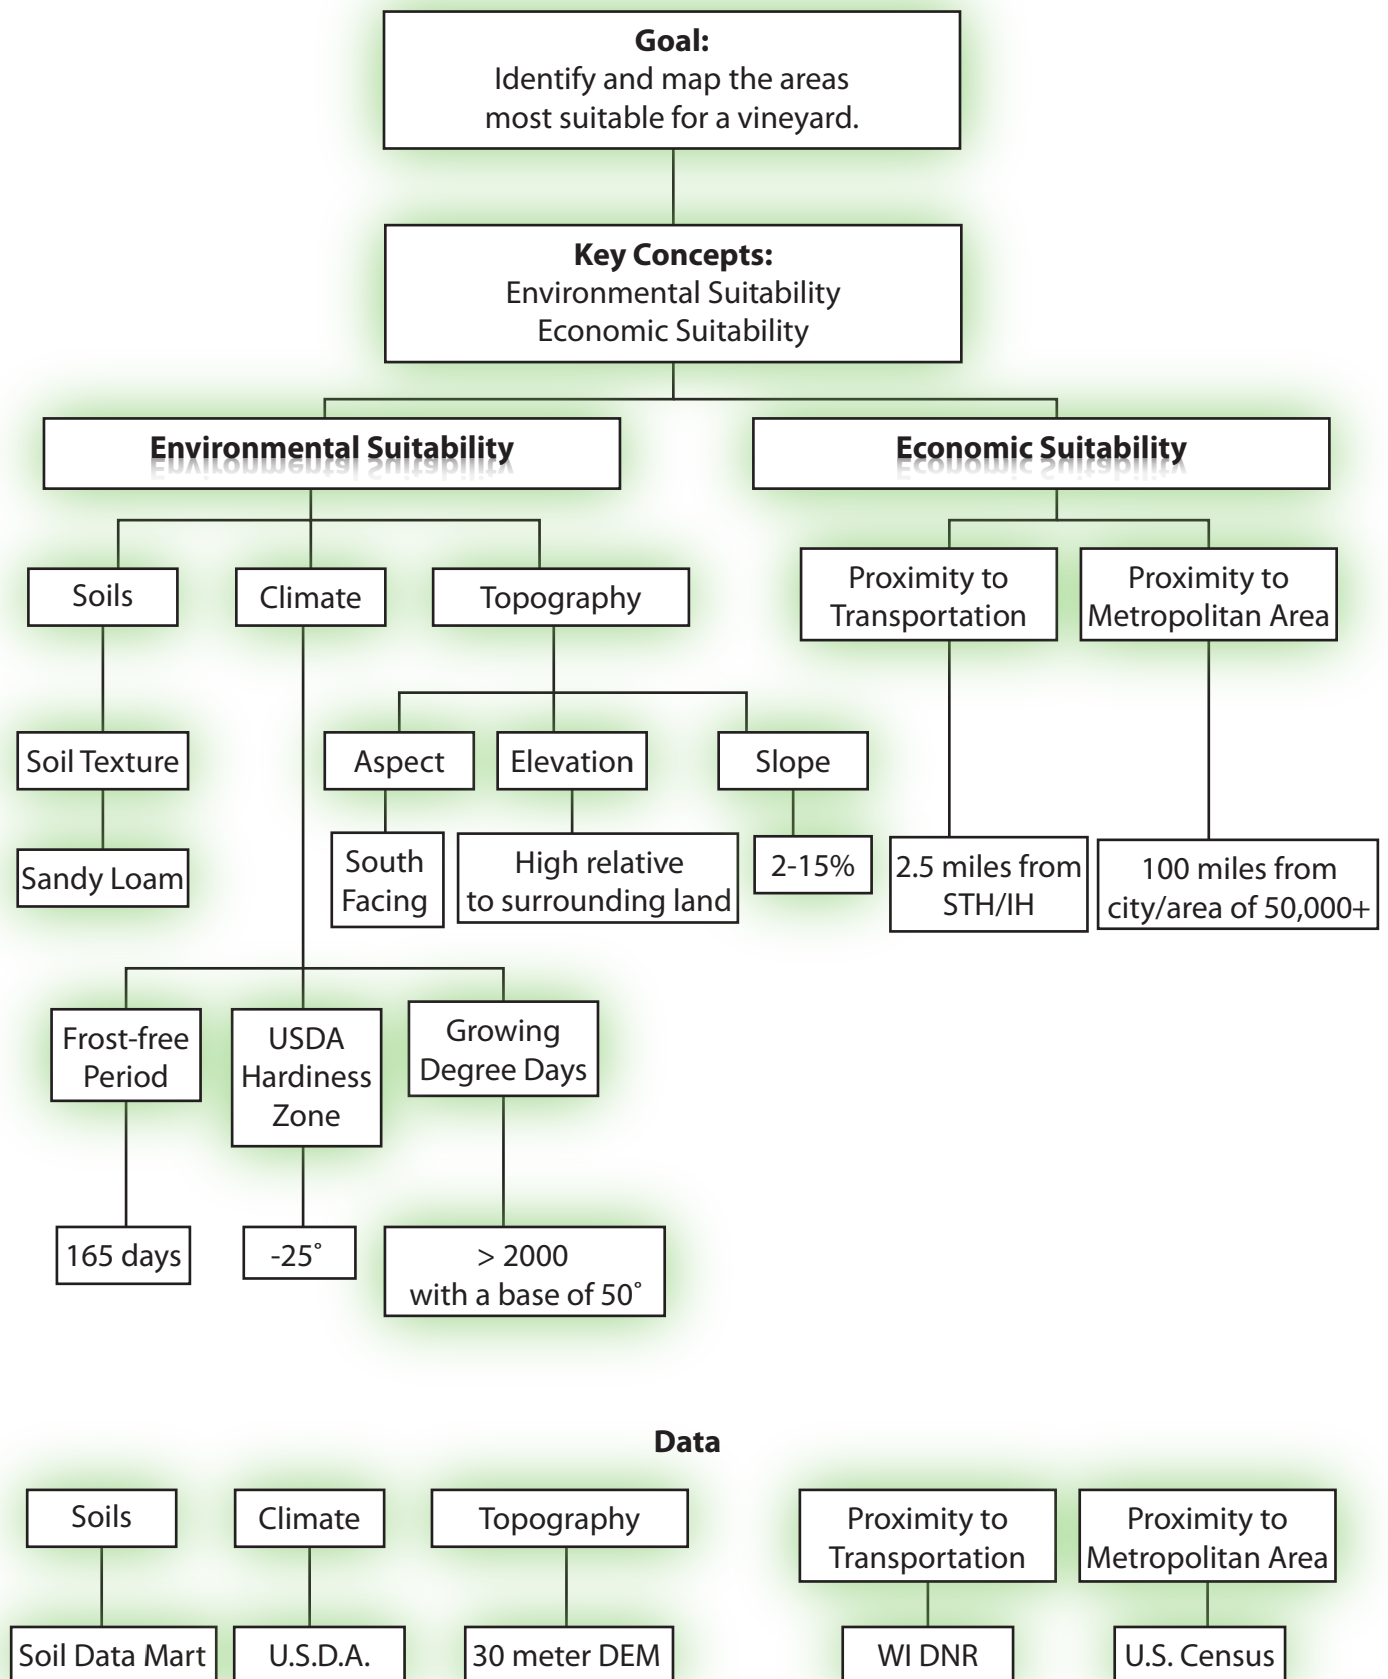 Goal:
Identify and map the areas
most suitable for a vineyard.
Key Concepts:
Environmental Suitability
Economic Suitability
Environmental Suitability
Economic Suitability
Soils
Climate
Topography
Proximity to
Transportation
Proximity to
Metropolitan Area
Soil Texture
Aspect
Elevation
Slope
Sandy Loam
South
Facing
High relative
to surrounding land
2-15%
2.5 miles from
STH/IH
100 miles from
city/area of 50,000+
Frost-free
Period
USDA
Hardiness
Zone
Growing
Degree Days
165 days
-25˚
> 2000
with a base of 50˚
Data
Soils
Climate
Topography
Proximity to
Transportation
Proximity to
Metropolitan Area
Soil Data Mart
U.S.D.A.
30 meter DEM
WI DNR
U.S. Census